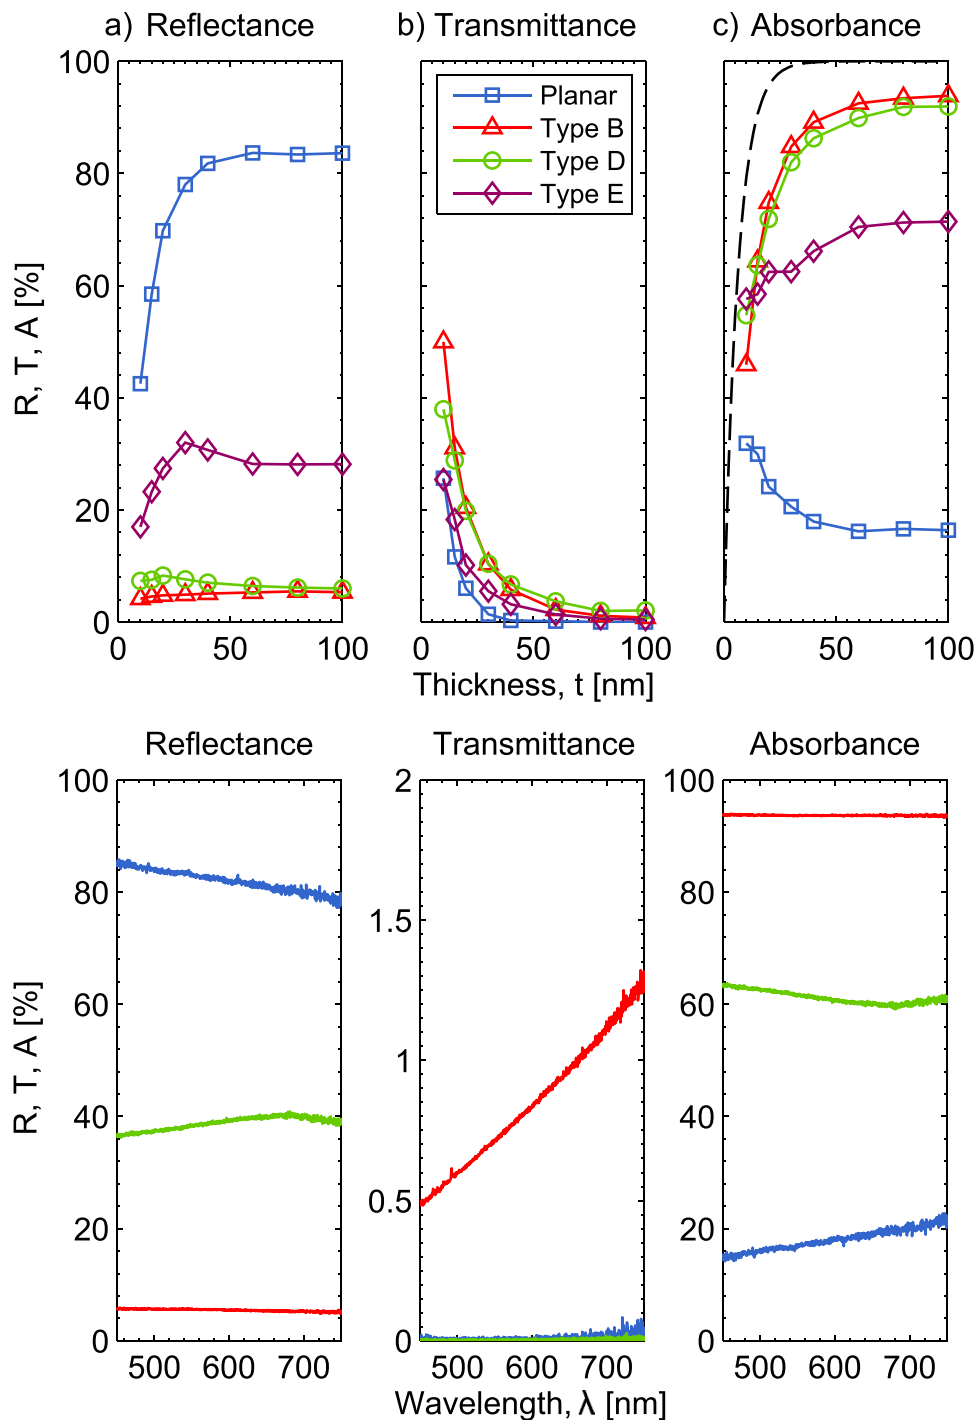 a) Reflectance
b) Transmittance
c) Absorbance
R, T, A [%]
100
80
60
40
20
0
Planar
Type B
Type D
Type E
0 50 100
0 50 100
0 50 100
Thickness, t [nm]
Reflectance
Transmittance
Absorbance
R, T, A [%]
100
80
60
40
20
0
2
1.5
1
0.5
0
100
80
60
40
20
0
500 600 700
500 600 700
500 600 700
Wavelength, λ [nm]